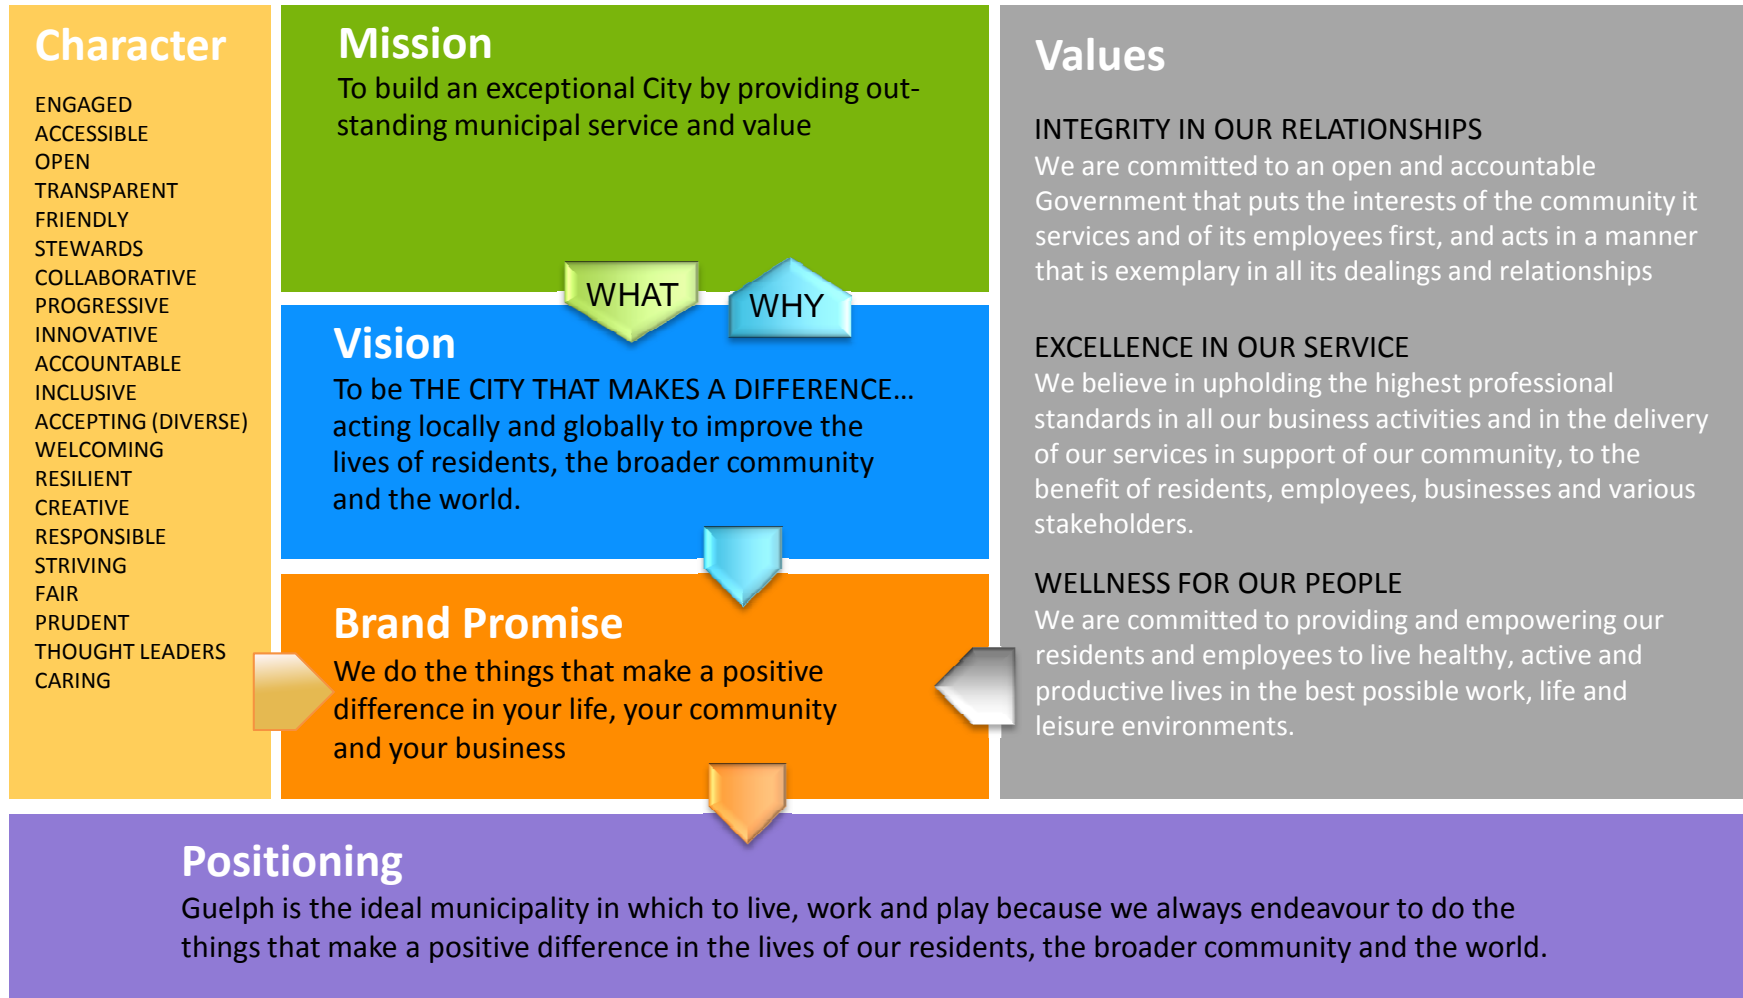 Character
ENGAGED
ACCESSIBLE
OPEN
TRANSPARENT
FRIENDLY
STEWARDS
COLLABORATIVE
PROGRESSIVE
INNOVATIVE
ACCOUNTABLE
INCLUSIVE
ACCEPTING (DIVERSE)
WELCOMING
RESILIENT
CREATIVE
RESPONSIBLE
STRIVING
FAIR
PRUDENT
THOUGHT LEADERS
CARING
Mission
To build an exceptional City by providing out-
standing municipal service and value
WHAT
WHY
Vision
To be THE CITY THAT MAKES A DIFFERENCE...
acting locally and globally to improve the
lives of residents, the broader community
and the world.
Brand Promise
We do the things that make a positive
difference in your life, your community
and your business
Values
INTEGRITY IN OUR RELATIONSHIPS
We are committed to an open and accountable
Government that puts the interests of the community it
services and of its employees first, and acts in a manner
that is exemplary in all its dealings and relationships
EXCELLENCE IN OUR SERVICE
We believe in upholding the highest professional
standards in all our business activities and in the delivery
of our services in support of our community, to the
benefit of residents, employees, businesses and various
stakeholders.
WELLNESS FOR OUR PEOPLE
We are committed to providing and empowering our
residents and employees to live healthy, active and
productive lives in the best possible work, life and
leisure environments.
Positioning
Guelph is the ideal municipality in which to live, work and play because we always endeavour to do the
things that make a positive difference in the lives of our residents, the broader community and the world.